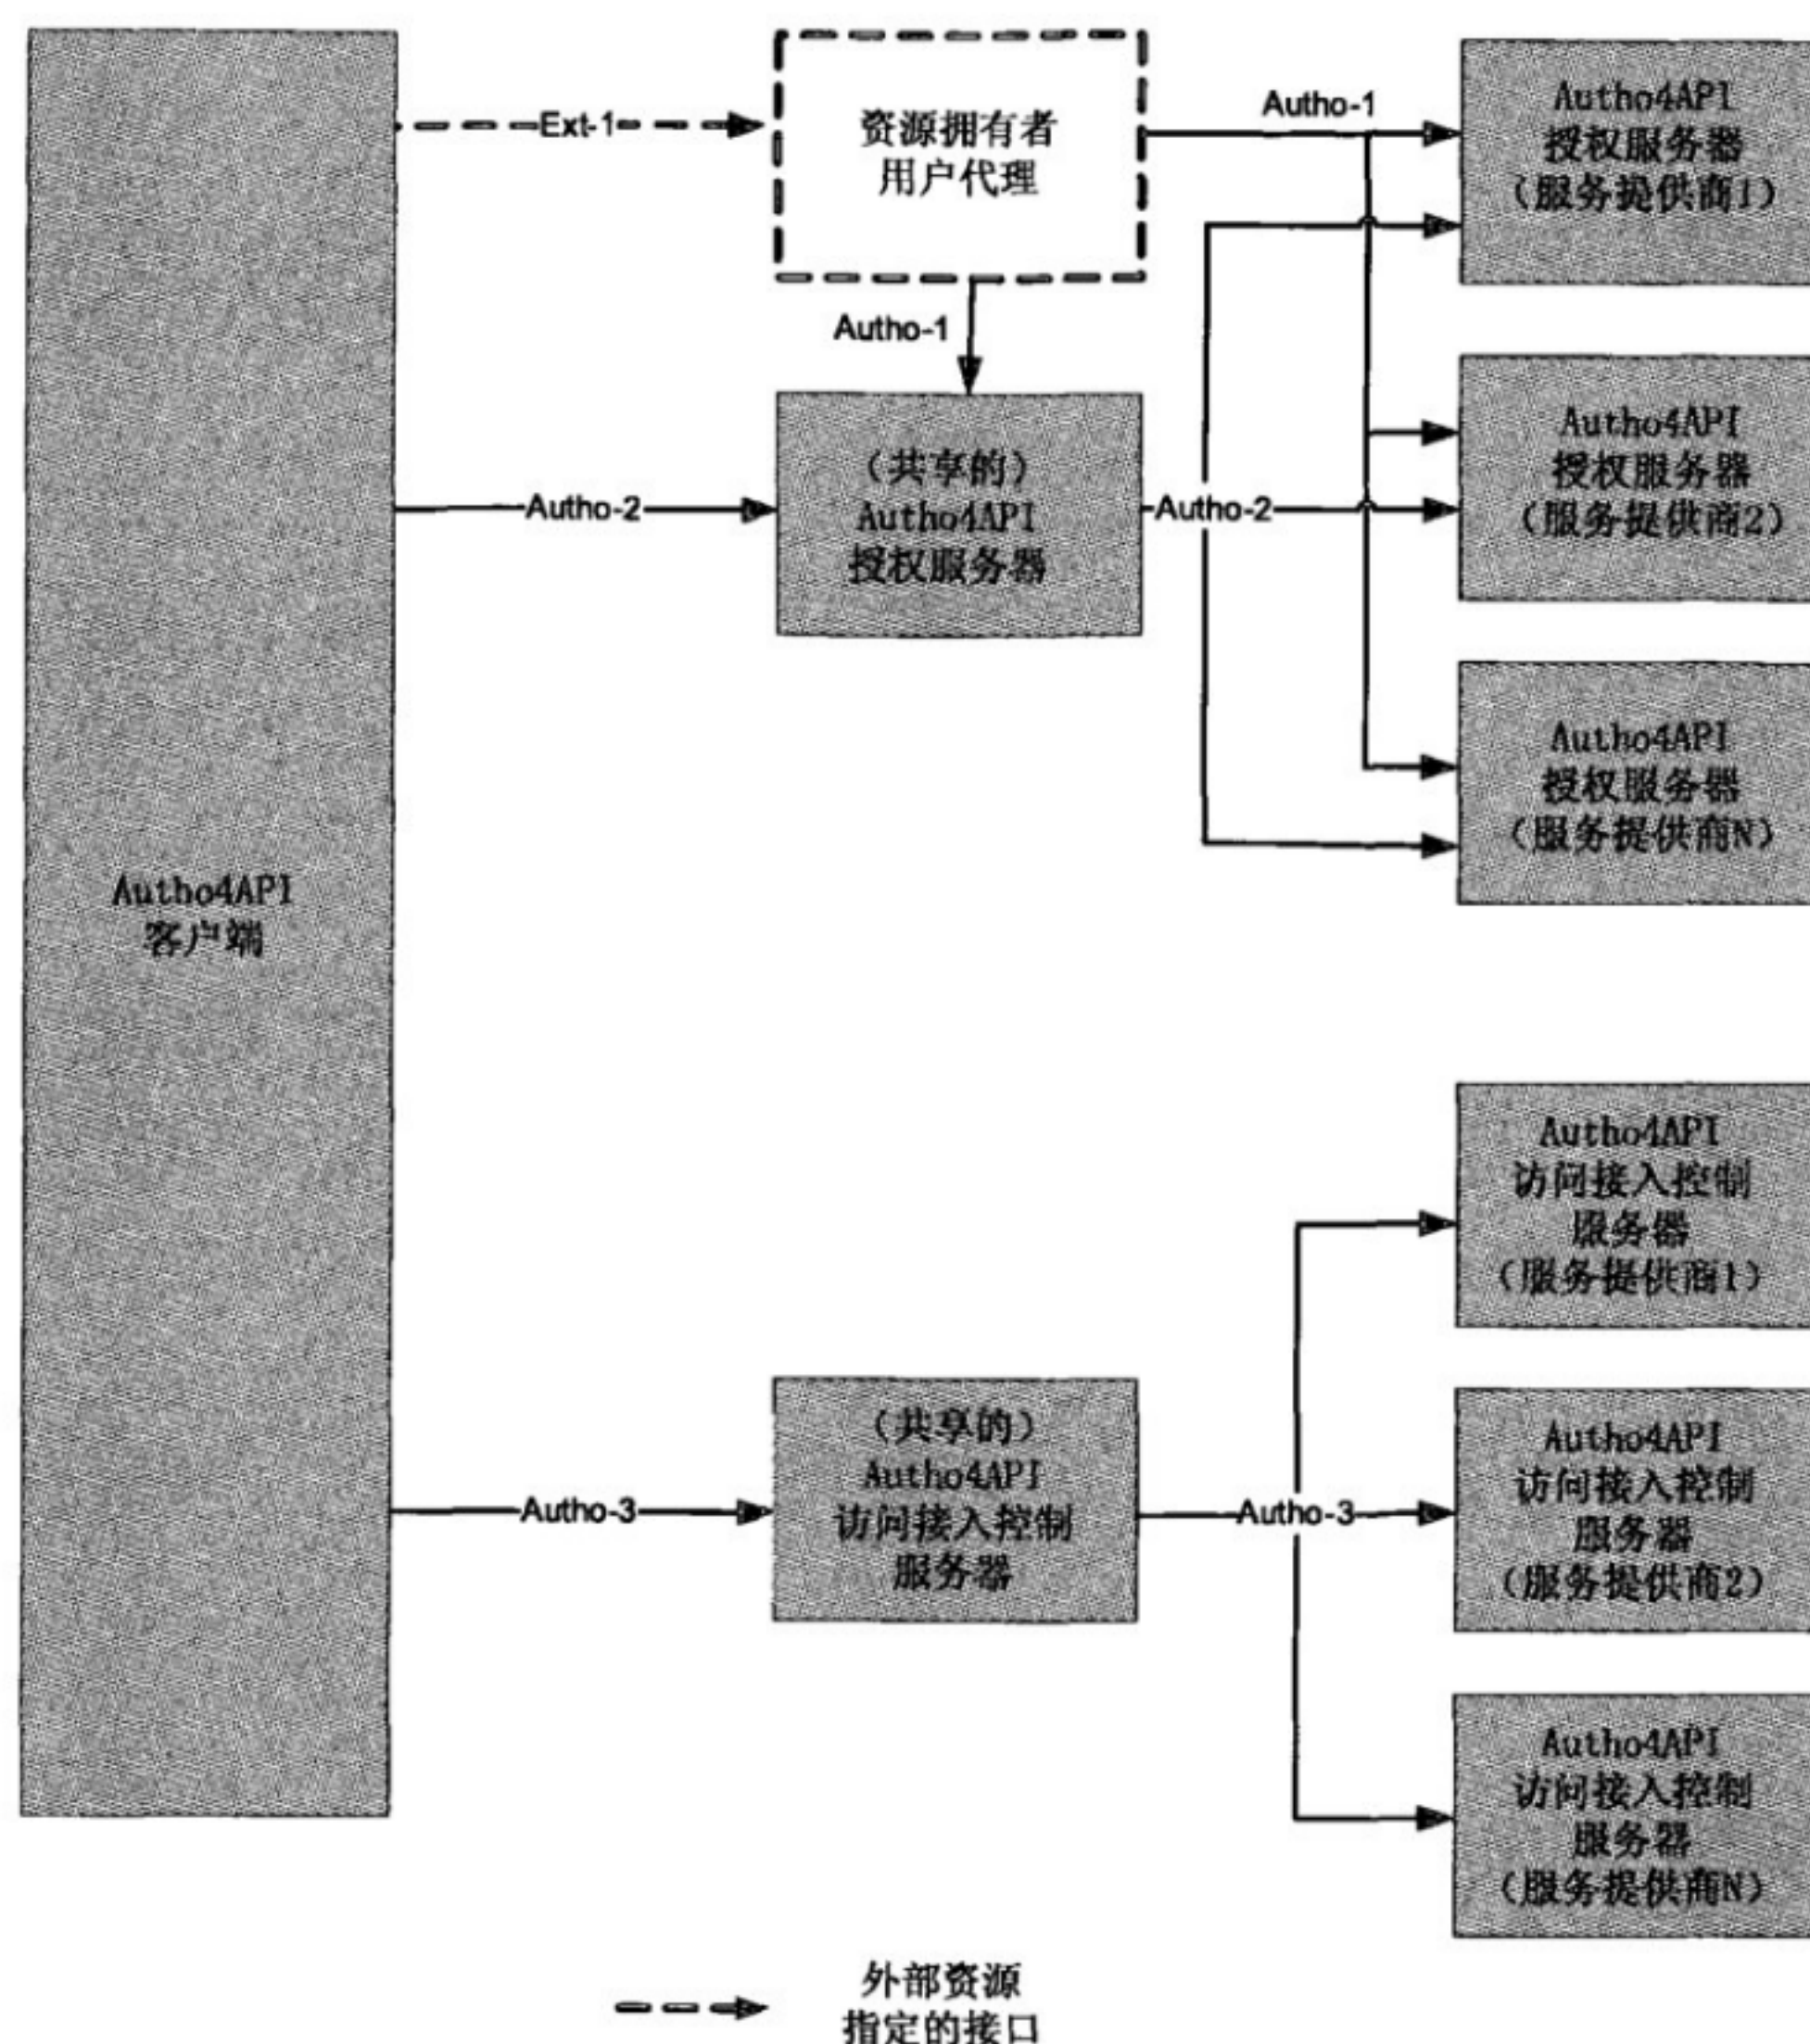 Ext-1
资源拥有者
用户代理
Autho-1
Autho4API
授权服务器
(服务提供商1)
Autho-1
Autho-2
(共享的)
Autho4API
授权服务器
Autho-2
Autho4API
授权服务器
(服务提供商2)
Autho4API
授权服务器
(服务提供商N)
Autho4API
客户端
Autho4API
访问接入控制
服务器
(服务提供商1)
Autho-3
(共享的)
Autho4API
访问接入控制
服务器
Autho-3
Autho4API
访问接入控制
服务器
(服务提供商2)
Autho4API
访问接入控制
服务器
(服务提供商N)
外部资源
指定的接口